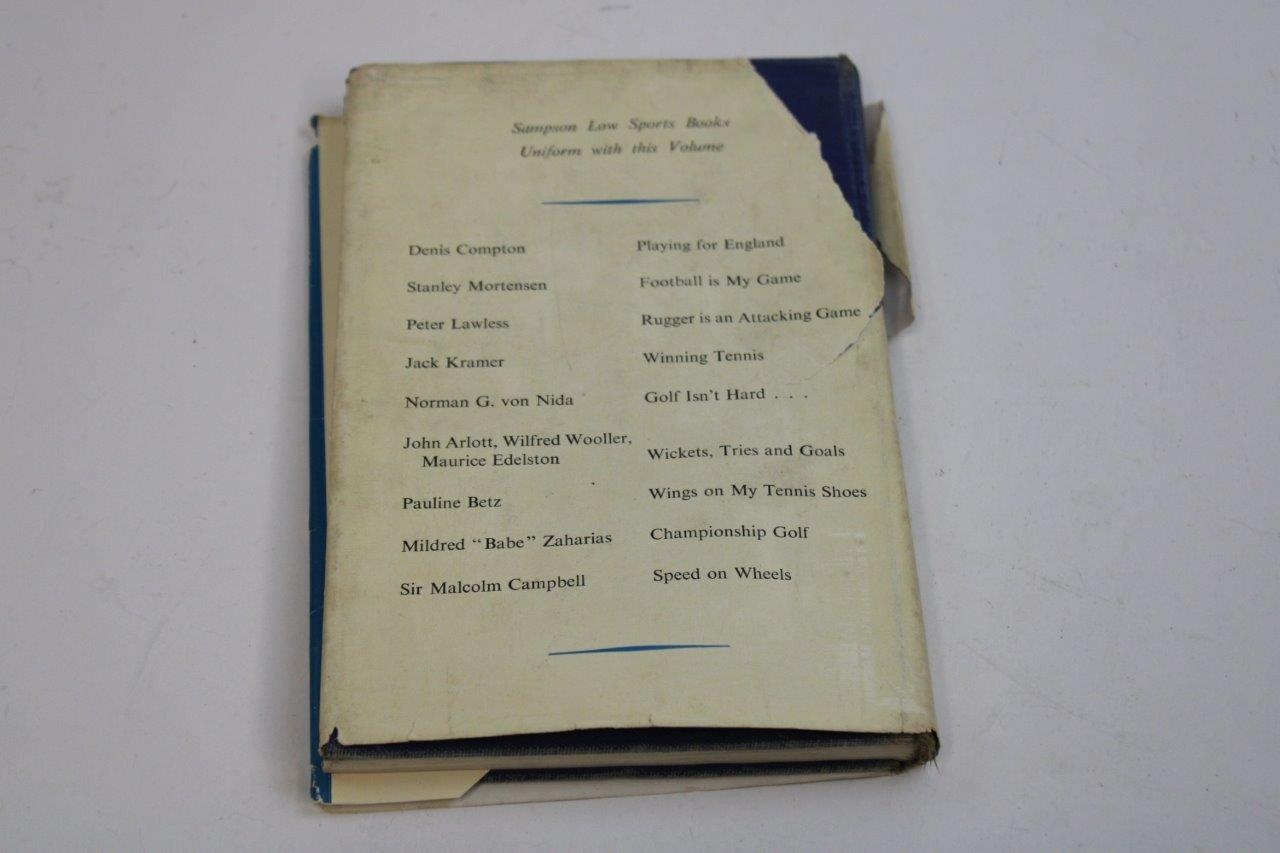 Sampson Low Sports Books
Uniform with this Volume
Denis Compton Playing for England
Stanley Mortensen Football is My Game
Peter Lawless Rugger is an Attacking Game
Jack Kramer Winning Tennis
Norman G. von Nida Golf Isn't Hard . . .
John Arlott, Wilfred Wooller,
Maurice Edelston Wickets, Tries and Goals
Pauline Betz Wings on My Tennis Shoes
Mildred "Babe" Zaharias Championship Golf
Sir Malcolm Campbell Speed on Wheels